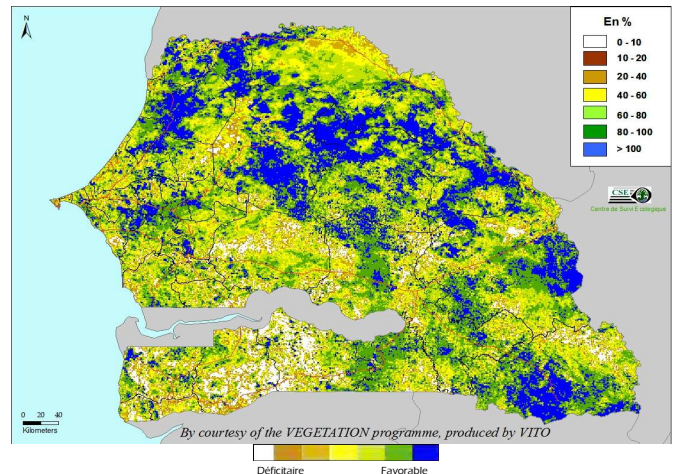 N
En %
0 - 10
10 - 20
20 - 40
40 - 60
60 - 80
80 - 100
> 100
CSE
Centre de Suivi Ecologique
0 20 40
Kilometers
By courtesy of the VEGETATION programme, produced by VITO
Déficitaire Favorable